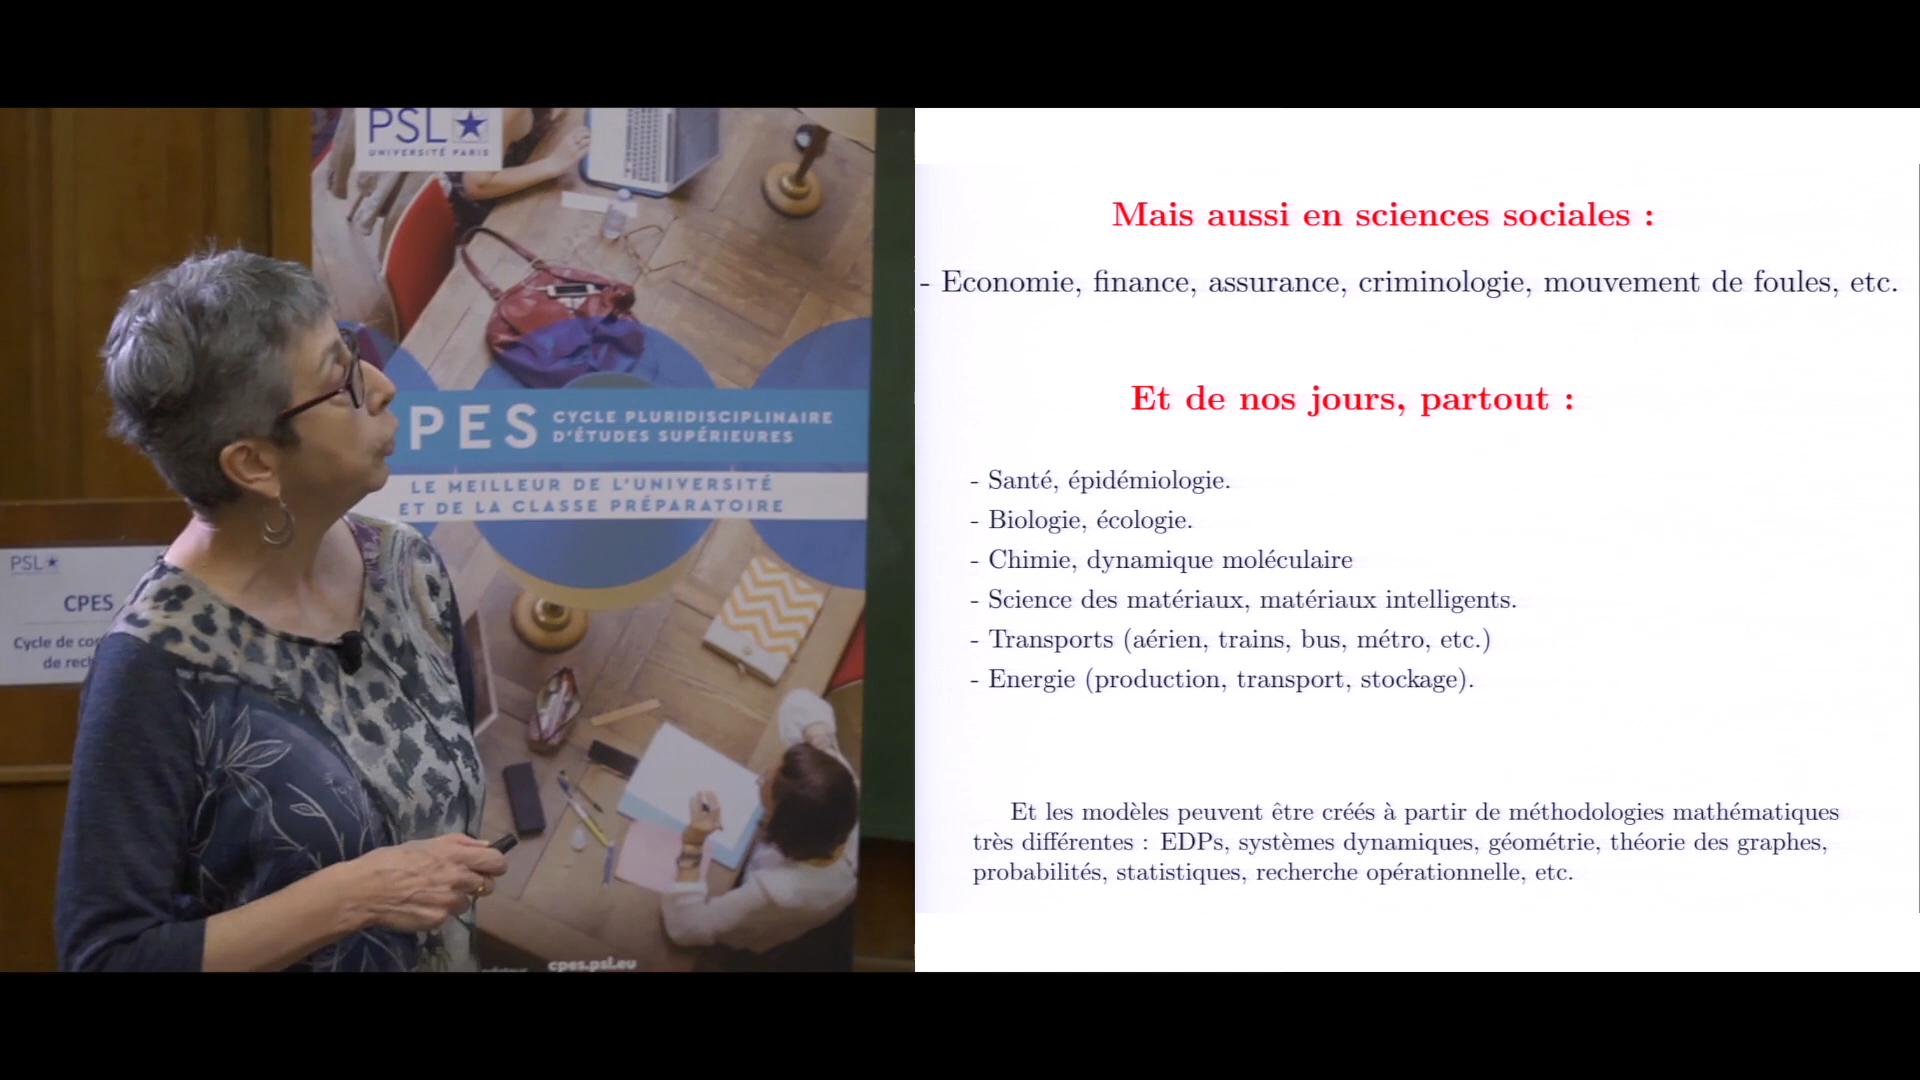 PSL
UNIVERSITÉ PARIS
PES CYCLE PLURIDISCIPLINAIRE
D'ÉTUDES SUPÉRIEURES
LE MEILLEUR DE L'UNIVERSITÉ
ET DE LA CLASSE PRÉPARATOIRE
PSL
CPES
Cycle de
de
cpes.psl.eu
Mais aussi en sciences sociales :
- Economie, finance, assurance, criminologie, mouvement de foules, etc.
Et de nos jours, partout :
- Santé, épidémiologie.
- Biologie, écologie.
- Chimie, dynamique moléculaire
- Science des matériaux, matériaux intelligents.
- Transports (aérien, trains, bus, métro, etc.)
- Energie (production, transport, stockage).
Et les modèles peuvent être créés à partir de méthodologies mathématiques
très différentes : EDPs, systèmes dynamiques, géométrie, théorie des graphes,
probabilités, statistiques, recherche opérationnelle, etc.